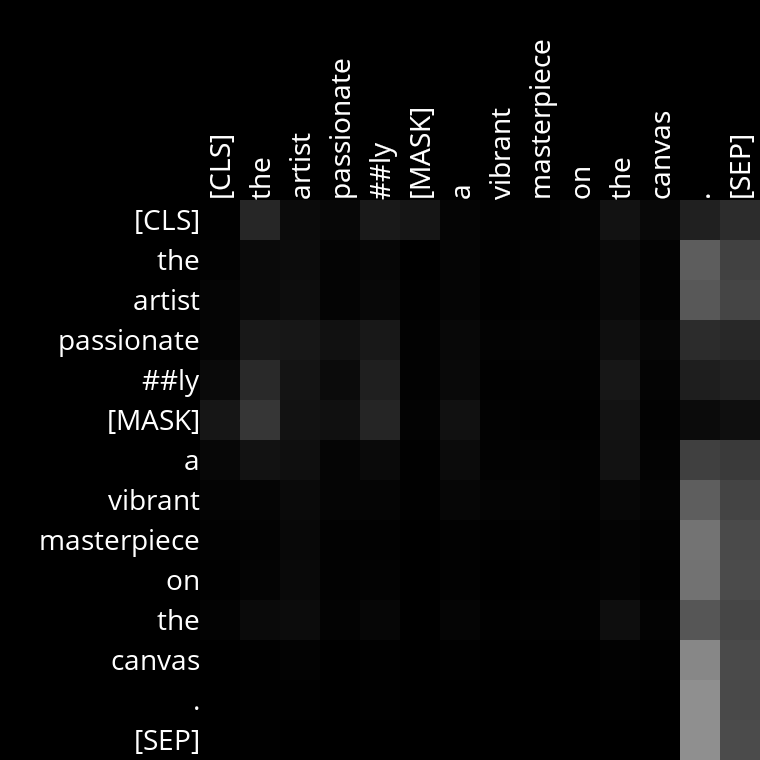 [CLS]
the
artist
passionate
##ly
[MASK]
a
vibrant
masterpiece
on
the
canvas
.
[SEP]
[CLS]
the
artist
passionate
##ly
[MASK]
a
vibrant
masterpiece
on
the
canvas
.
[SEP]